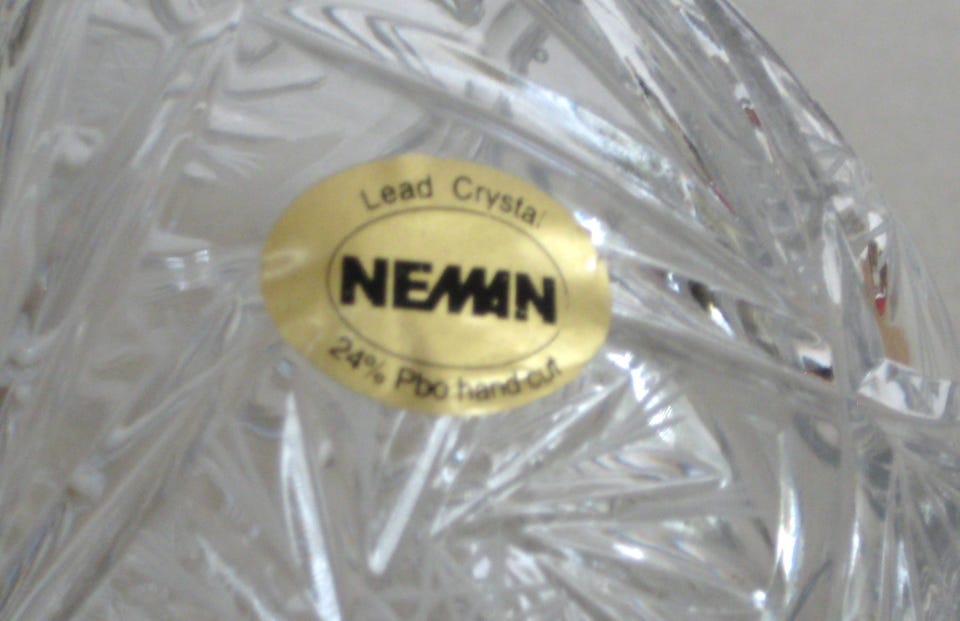 Lead Crystal
NEMAN
24% Pbo hand cut